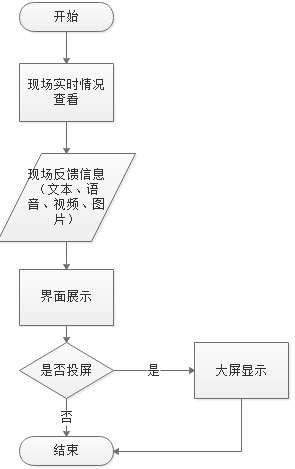 开始
现场实时情况
查看
现场反馈信息
（文本、语
音、视频、图
片）
界面展示
是否投屏
是
大屏显示
否
结束